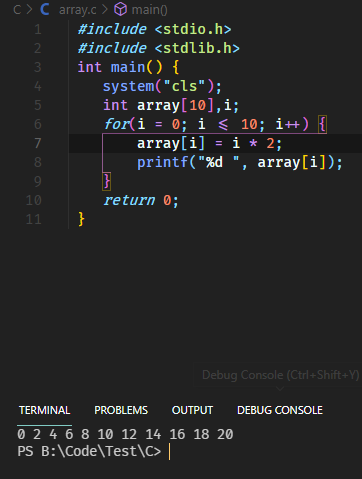 C > C array.c > main()
1 #include <stdio.h>
2 #include <stdlib.h>
3 int main() {
4 system("cls");
5 int array[10],i;
6 for(i = 0; i ≤ 10; i++) {
7 array[i] = i * 2;
8 printf("%d ", array[i]);
9 }
10 return 0;
11 }
Debug Console (Ctrl+Shift+Y)
TERMINAL PROBLEMS OUTPUT DEBUG CONSOLE
0 2 4 6 8 10 12 14 16 18 20
PS B:\Code\Test\C>